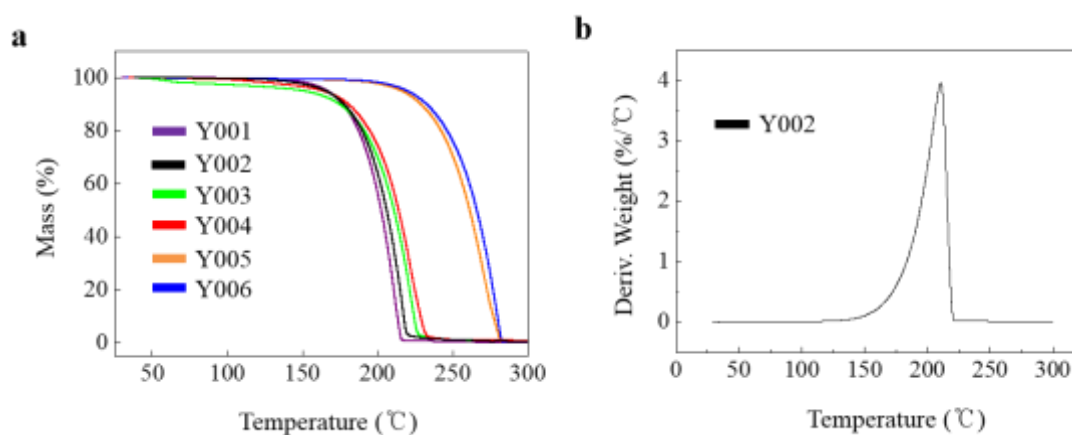 a
Mass (%)
100
80
60
40
20
0
Y001
Y002
Y003
Y004
Y005
Y006
50 100 150 200 250 300
Temperature (℃)
b
Deriv. Weight (%/℃)
4
3
2
1
0
Y002
0 50 100 150 200 250 300
Temperature (℃)